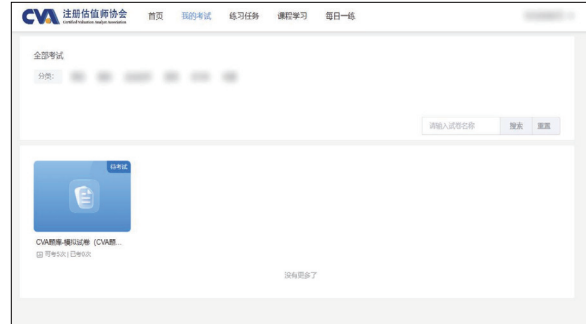 CVA 注册估值师协会
Certified Valuation Analyst Association
首页 我的考试 练习任务 课程学习 每日一练
全部考试
分类:
请输入试卷名称 搜索 重置
待考试
CVA题库-模拟试卷（CVA题...
可考5次 | 已考0次
没有更多了